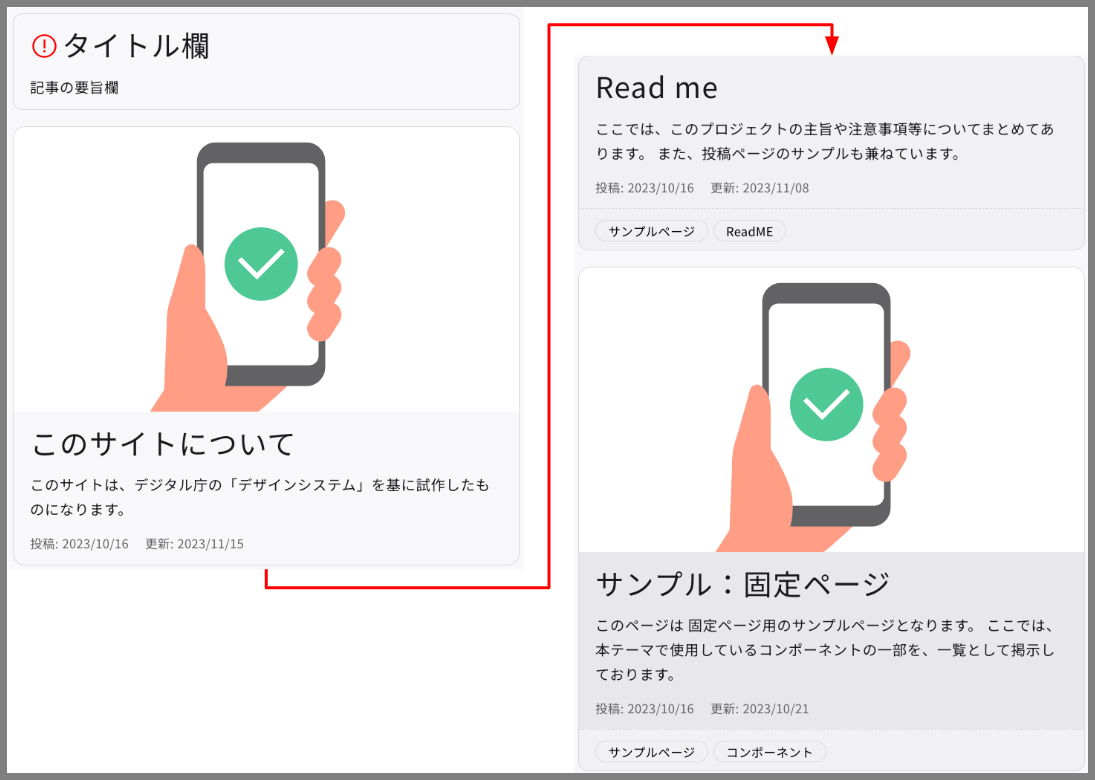 タイトル欄
記事の要旨欄
このサイトについて
このサイトは、デジタル庁の「デザインシステム」を基に試作したも
のになります。
投稿: 2023/10/16 更新: 2023/11/15
Read me
ここでは、このプロジェクトの主旨や注意事項等についてまとめてあ
ります。 また、投稿ページのサンプルも兼ねています。
投稿: 2023/10/16 更新: 2023/11/08
サンプルページ ReadME
サンプル：固定ページ
このページは 固定ページ用のサンプルページとなります。 ここでは、
本テーマで使用しているコンポーネントの一部を、一覧として掲示し
ております。
投稿: 2023/10/16 更新: 2023/10/21
サンプルページ コンポーネント